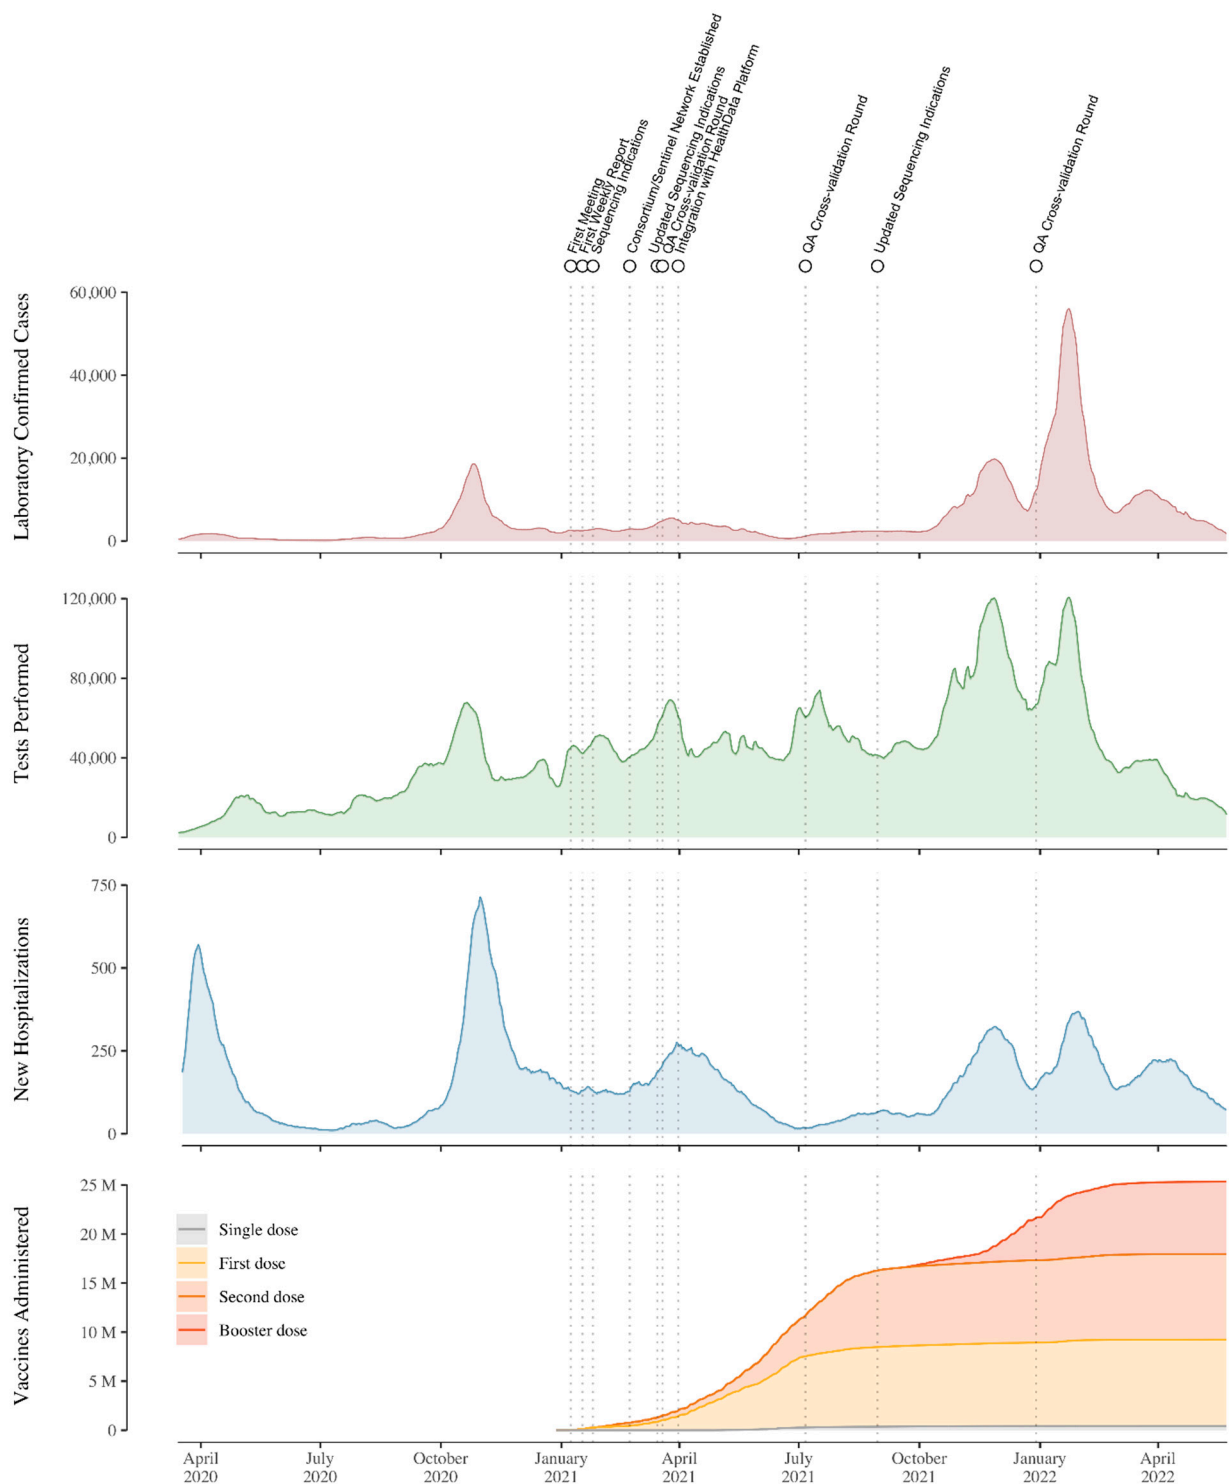 First Meeting
First Weekly Report
Sequencing Indications
Consortium/Sentinel Network Established
Updated Sequencing Indications
QA Cross-validation Round
Integration with HealthData Platform
QA Cross-validation Round
Updated Sequencing Indications
QA Cross-validation Round
Laboratory Confirmed Cases
60,000
40,000
20,000
0
Tests Performed
120,000
80,000
40,000
0
New Hospitalizations
750
500
250
0
Vaccines Administered
25 M
20 M
15 M
10 M
5 M
0
Single dose
First dose
Second dose
Booster dose
April
2020
July
2020
October
2020
January
2021
April
2021
July
2021
October
2021
January
2022
April
2022